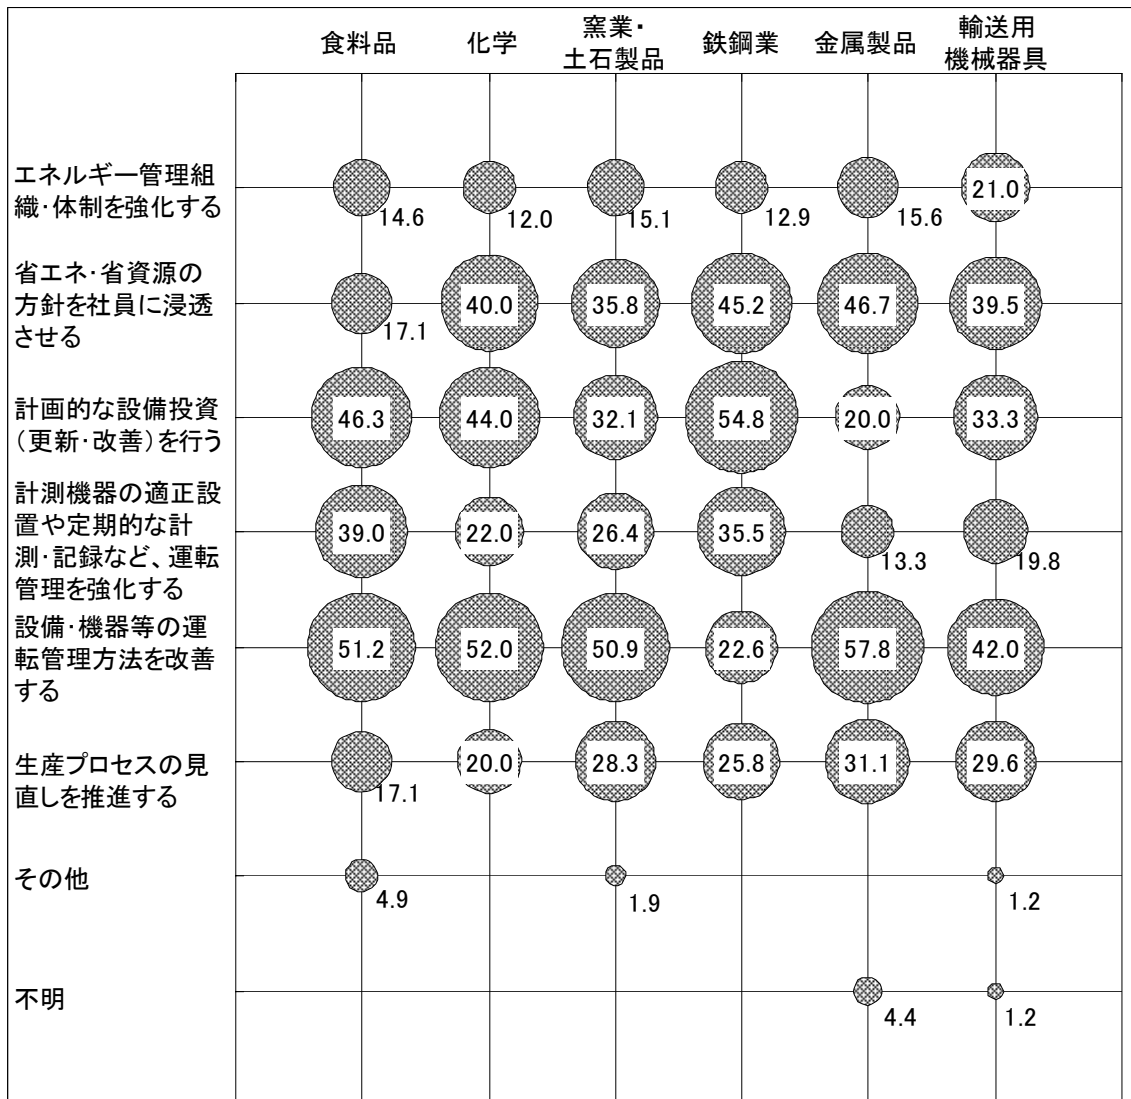 食料品
化学
窯業・
土石製品
鉄鋼業
金属製品
輸送用
機械器具
エネルギー管理組
織・体制を強化する
14.6
12.0
15.1
12.9
15.6
21.0
省エネ・省資源の
方針を社員に浸透
させる
17.1
40.0
35.8
45.2
46.7
39.5
計画的な設備投資
（更新・改善）を行う
46.3
44.0
32.1
54.8
20.0
33.3
計測機器の適正設
置や定期的な計
測・記録など、運転
管理を強化する
39.0
22.0
26.4
35.5
13.3
19.8
設備・機器等の運
転管理方法を改善
する
51.2
52.0
50.9
22.6
57.8
42.0
生産プロセスの見
直しを推進する
17.1
20.0
28.3
25.8
31.1
29.6
その他
4.9
1.9
1.2
不明
4.4
1.2